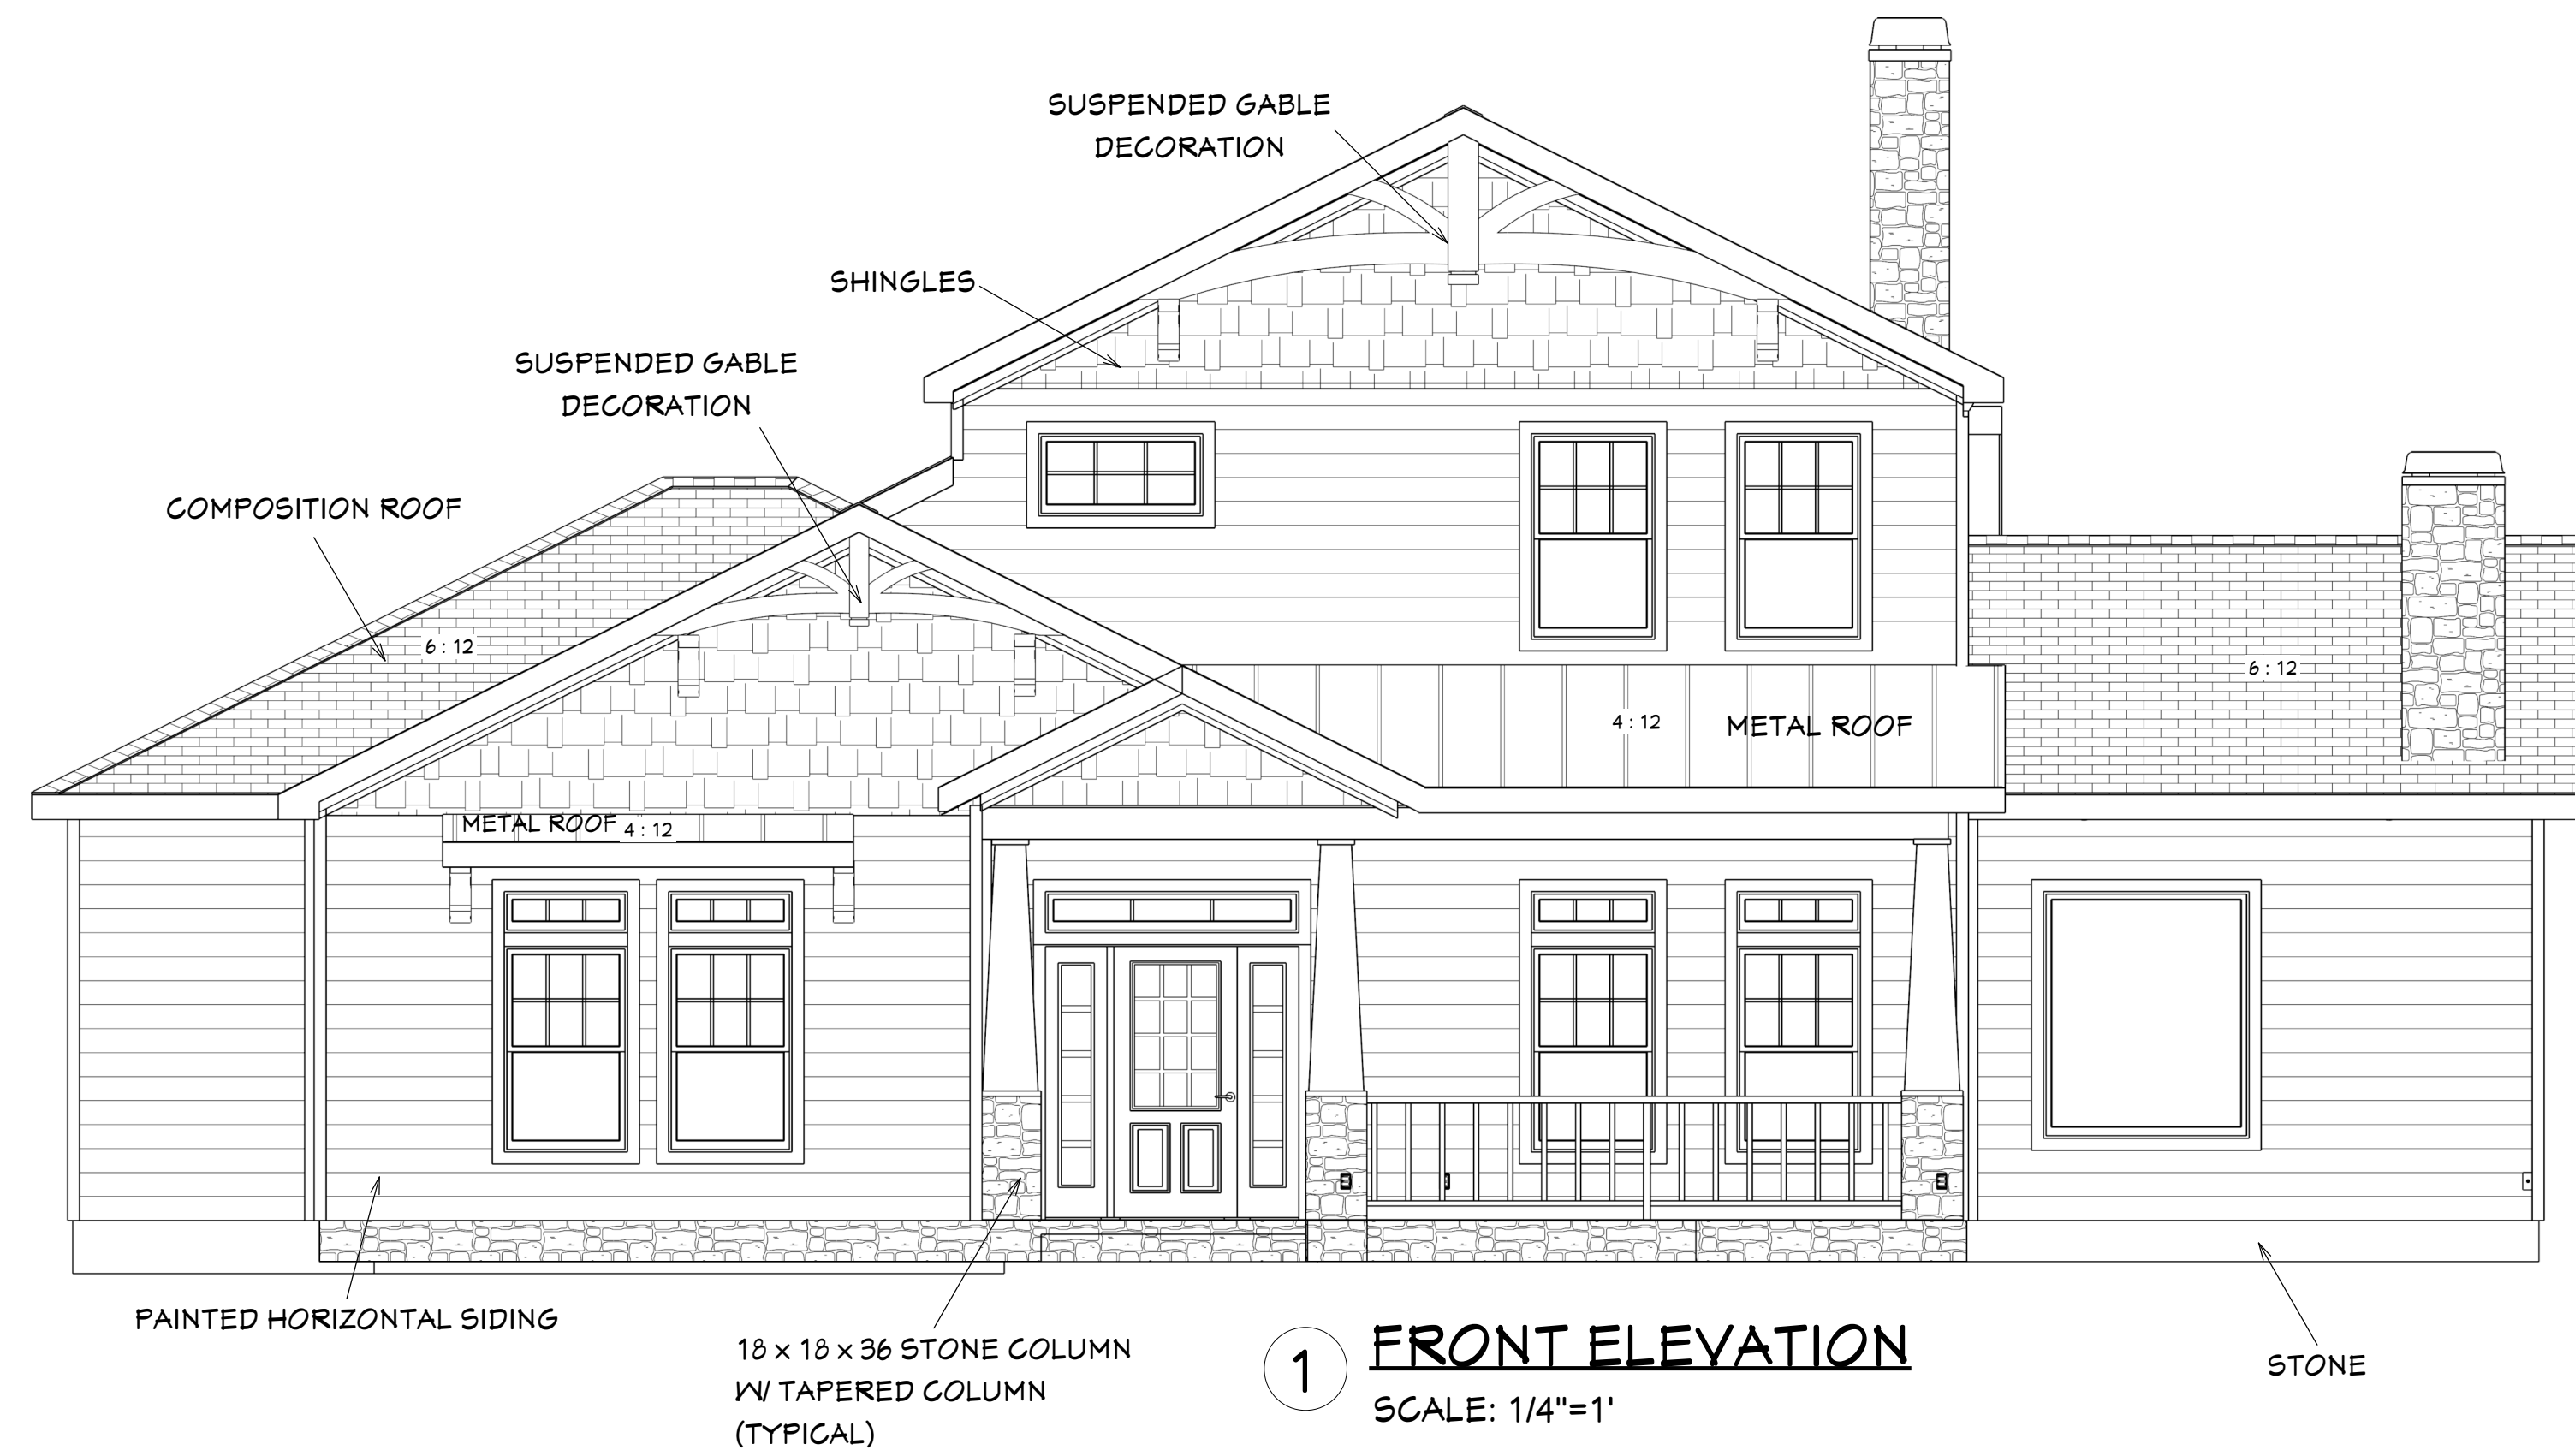 SUSPENDED GABLE
DECORATION
SHINGLES
SUSPENDED GABLE
DECORATION
COMPOSITION ROOF
6 : 12
6 : 12
4 : 12
METAL ROOF
METAL ROOF 4 : 12
PAINTED HORIZONTAL SIDING
18 x 18 x 36 STONE COLUMN
W/ TAPERED COLUMN
(TYPICAL)
1
FRONT ELEVATION
SCALE: 1/4"=1'
STONE